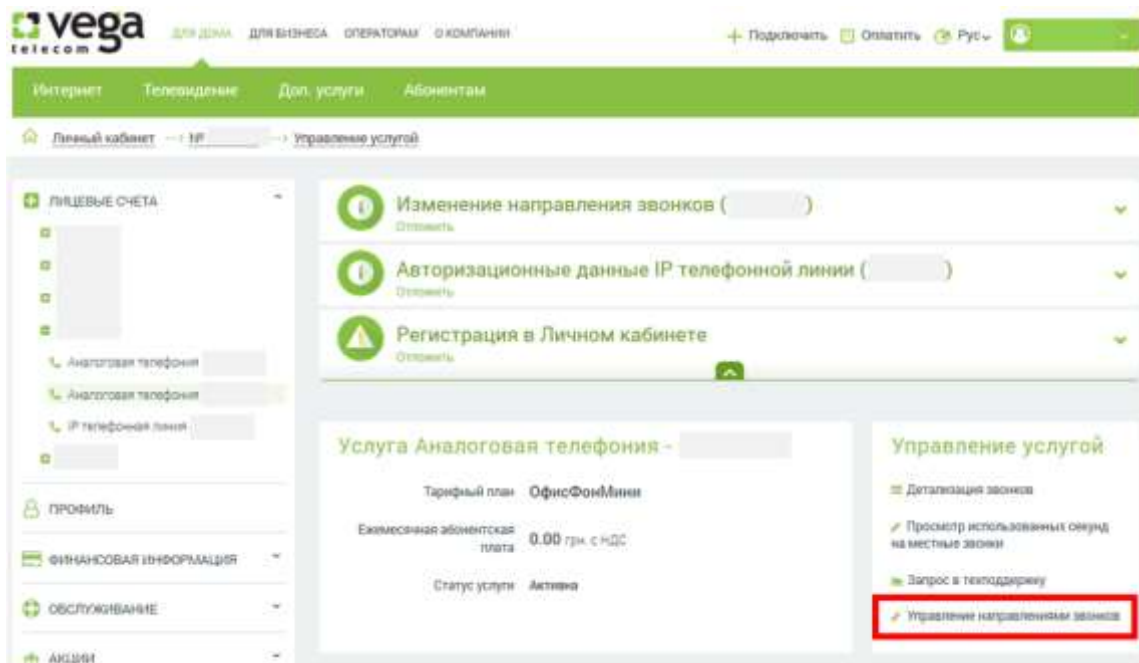 vega
telecom
ДЛЯ ДОМА ДЛЯ БИЗНЕСА ОПЕРАТОРАМ О КОМПАНИИ
Подключить Оплатить Рус
Интернет Телевидение Доп. услуги Абонентам
Личный кабинет № Управление услугой
ЛИЦЕВЫЕ СЧЕТА
Аналоговая телефония
Аналоговая телефония
IP телефонная линия
ПРОФИЛЬ
ФИНАНСОВАЯ ИНФОРМАЦИЯ
ОБСЛУЖИВАНИЕ
АКЦИИ
Изменение направления звонков ( )
Отложить
Авторизационные данные IP телефонной линии ( )
Отложить
Регистрация в Личном кабинете
Отложить
Услуга Аналоговая телефония -
Тарифный план ОфисФонМини
Ежемесячная абонентская
плата 0.00 грн. с НДС
Статус услуги Активна
Управление услугой
Детализация звонков
Просмотр использованных секунд
на местные звонки
Запрос в техподдержку
Управление направлениями звонков